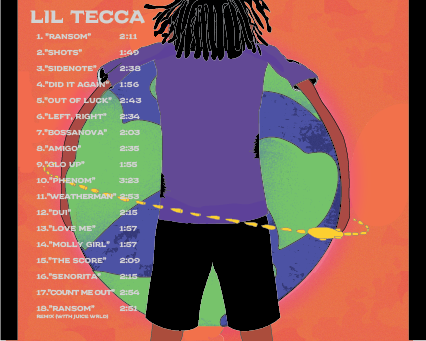 LIL TECCA
1. "RANSOM" 2:11
2."SHOTS" 1:49
3."SIDENOTE" 2:38
4."DID IT AGAIN" 1:56
5."OUT OF LUCK" 2:43
6."LEFT, RIGHT" 2:34
7."BOSSANOVA" 2:03
8."AMIGO" 2:35
9."GLO UP" 1:55
10."PHENOM" 3:23
11."WEATHERMAN" 2:53
12."DUI" 2:15
13."LOVE ME" 1:57
14."MOLLY GIRL" 1:57
15."THE SCORE" 2:09
16."SENORITA" 2:15
17."COUNT ME OUT" 2:54
18."RANSOM" 2:51
REMIX (WITH JUICE WRLD)